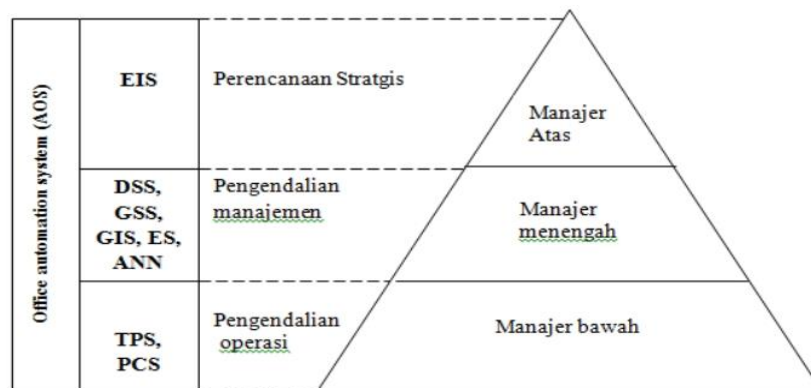 Office automation system (AOS)
EIS
Perencanaan Stratgis
Manajer
Atas
DSS,
GSS,
GIS, ES,
ANN
Pengendalian
manajemen
Manajer
menengah
TPS,
PCS
Pengendalian
operasi
Manajer bawah